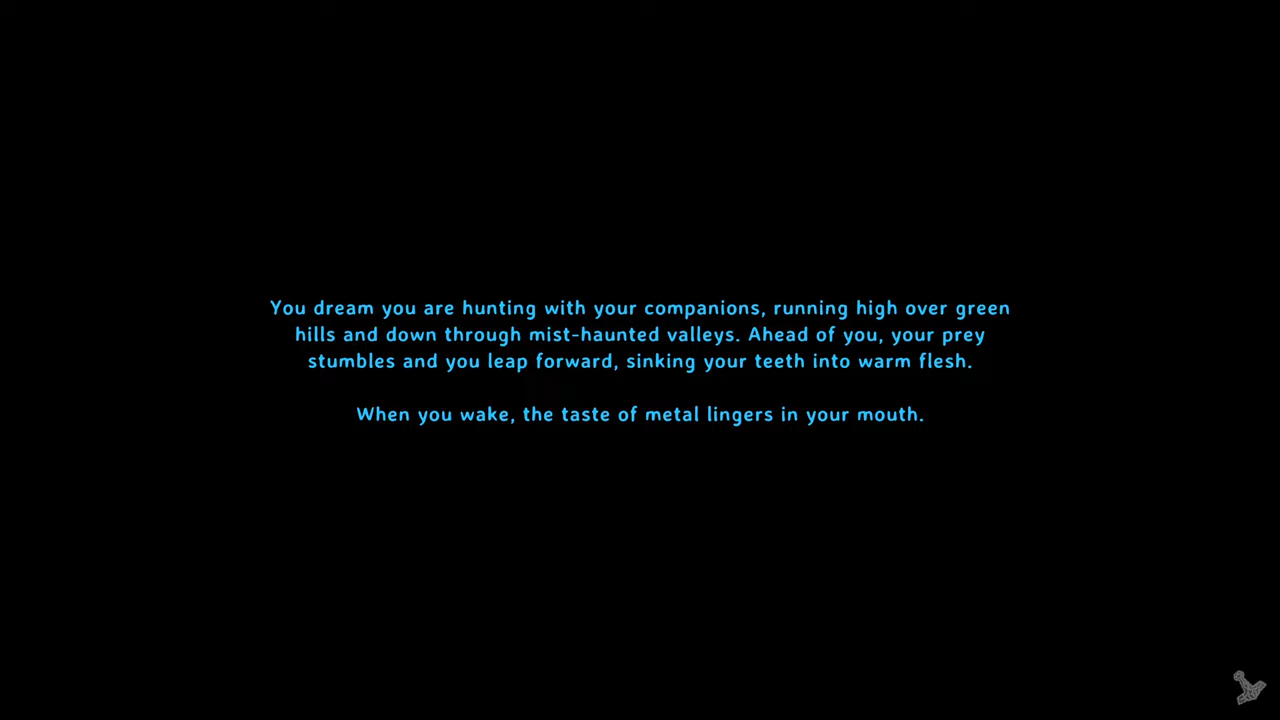 You dream you are hunting with your companions, running high over green
hills and down through mist-haunted valleys. Ahead of you, your prey
stumbles and you leap forward, sinking your teeth into warm flesh.
When you wake, the taste of metal lingers in your mouth.